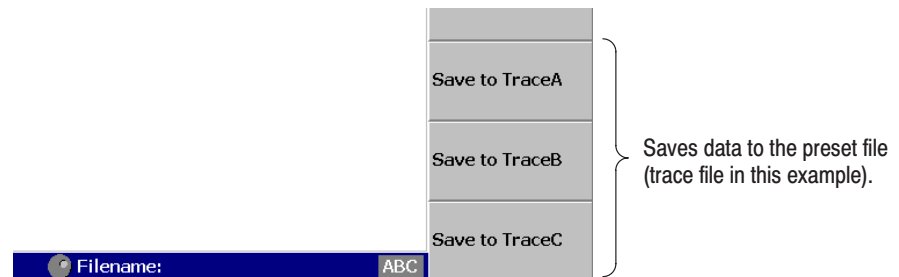 Save to TraceA
Save to TraceB
Save to TraceC
Saves data to the preset file
(trace file in this example).
Filename:
ABC